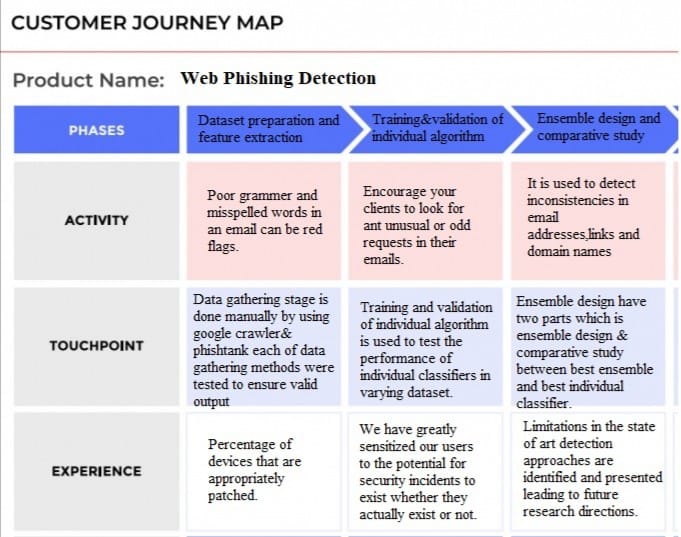 CUSTOMER JOURNEY MAP
Product Name: Web Phishing Detection
PHASES
Dataset preparation and
feature extraction
Training&validation of
individual algorithm
Ensemble design and
comparative study
ACTIVITY
Poor grammer and
misspelled words in
an email can be red
flags.
Encourage your
clients to look for
ant unusual or odd
requests in their
emails.
It is used to detect
inconsistencies in
email
addresses,links and
domain names
TOUCHPOINT
Data gathering stage is
done manually by using
google crawler&
phishtank each of data
gathering methods were
tested to ensure valid
output
Training and validation
of individual algorithm
is used to test the
performance of
individual classifiers in
varying dataset.
Ensemble design have
two parts which is
ensemble design &
comparative study
between best ensemble
and best individual
classifier.
EXPERIENCE
Percentage of
devices that are
appropriately
patched.
We have greatly
sensitized our users
to the potential for
security incidents to
exist whether they
actually exist or not.
Limitations in the state
of art detection
approaches are
identified and presented
leading to future
research directions.